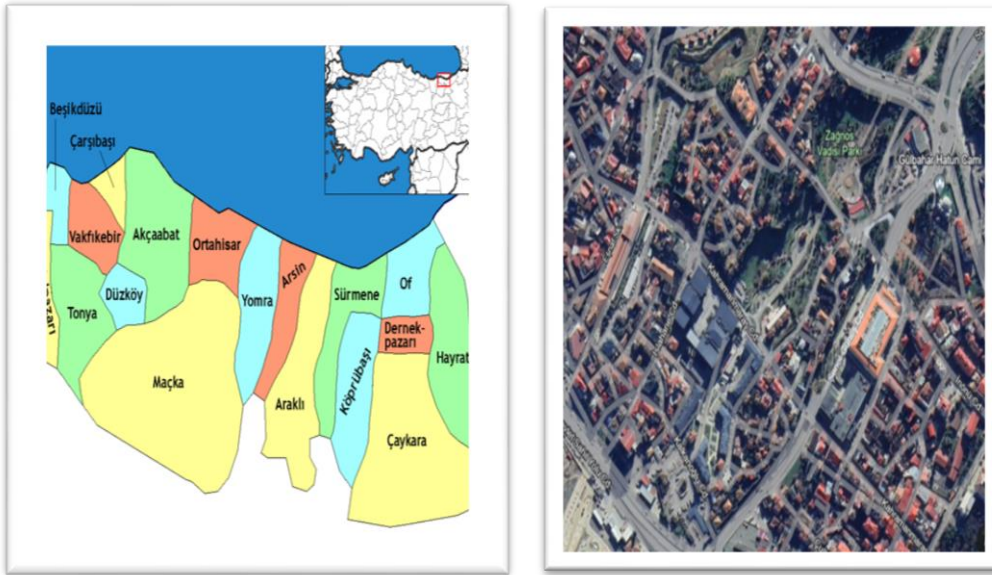 Beşikdüzü
Çarşıbaşı
Vakfıkebir
Akçaabat
Ortahisar
Arsin
Yomra
Of
Sürmene
Düzköy
Tonya
Dernek-
pazarı
Hayrat
Köprübaşı
Maçka
Araklı
Çaykara
Zağnos
Vadisi Parkı
Gülbahar Hatun Cami